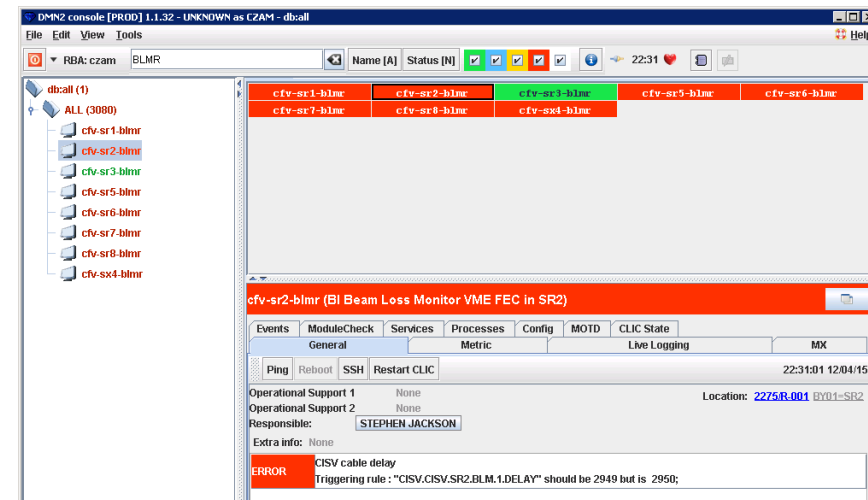 DMN2 console [PROD] 1.1.32 - UNKNOWN as CZAM - db:all
File Edit View Tools
Help
RBA: czam BLMR Name [A] Status [N] 22:31
db:all (1)
ALL (3080)
cfv-sr1-blmr
cfv-sr2-blmr
cfv-sr3-blmr
cfv-sr5-blmr
cfv-sr6-blmr
cfv-sr7-blmr
cfv-sr8-blmr
cfv-sx4-blmr
cfv-sr1-blmr cfv-sr2-blmr cfv-sr3-blmr cfv-sr5-blmr cfv-sr6-blmr
cfv-sr7-blmr cfv-sr8-blmr cfv-sx4-blmr
cfv-sr2-blmr (BI Beam Loss Monitor VME FEC in SR2)
Events ModuleCheck Services Processes Config MOTD CLIC State
General Metric Live Logging MX
Ping Reboot SSH Restart CLIC 22:31:01 12/04/15
Operational Support 1 None Location: 2275/R-001 BY01=SR2
Operational Support 2 None
Responsible: STEPHEN JACKSON
Extra info: None
ERROR
CISV cable delay
Triggering rule : "CISV.CISV.SR2.BLM.1.DELAY" should be 2949 but is 2950;